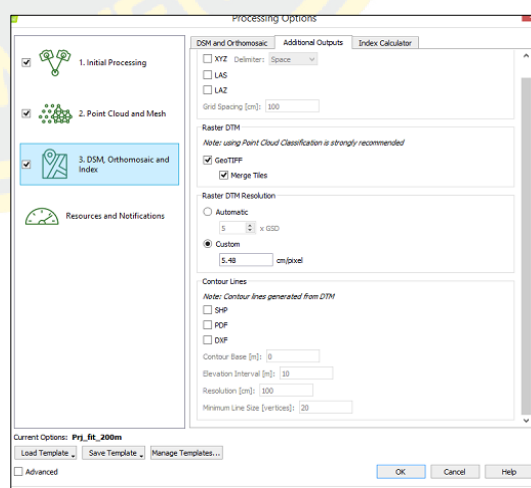 Processing Options
1. Initial Processing
2. Point Cloud and Mesh
3. DSM, Orthomosaic and
Index
Resources and Notifications
DSM and Orthomosaic Additional Outputs Index Calculator
XYZ Delimiter: Space
LAS
LAZ
Grid Spacing [cm]: 100
Raster DTM
Note: using Point Cloud Classification is strongly recommended
GeoTIFF
Merge Tiles
Raster DTM Resolution
Automatic
5 x GSD
Custom
5.48 cm/pixel
Contour Lines
Note: Contour lines generated from DTM
SHP
PDF
DXF
Contour Base [m]: 0
Elevation Interval [m]: 10
Resolution [cm]: 100
Minimum Line Size [vertices]: 20
Current Options: Prj_fit_200m
Load Template Save Template Manage Templates...
Advanced OK Cancel Help